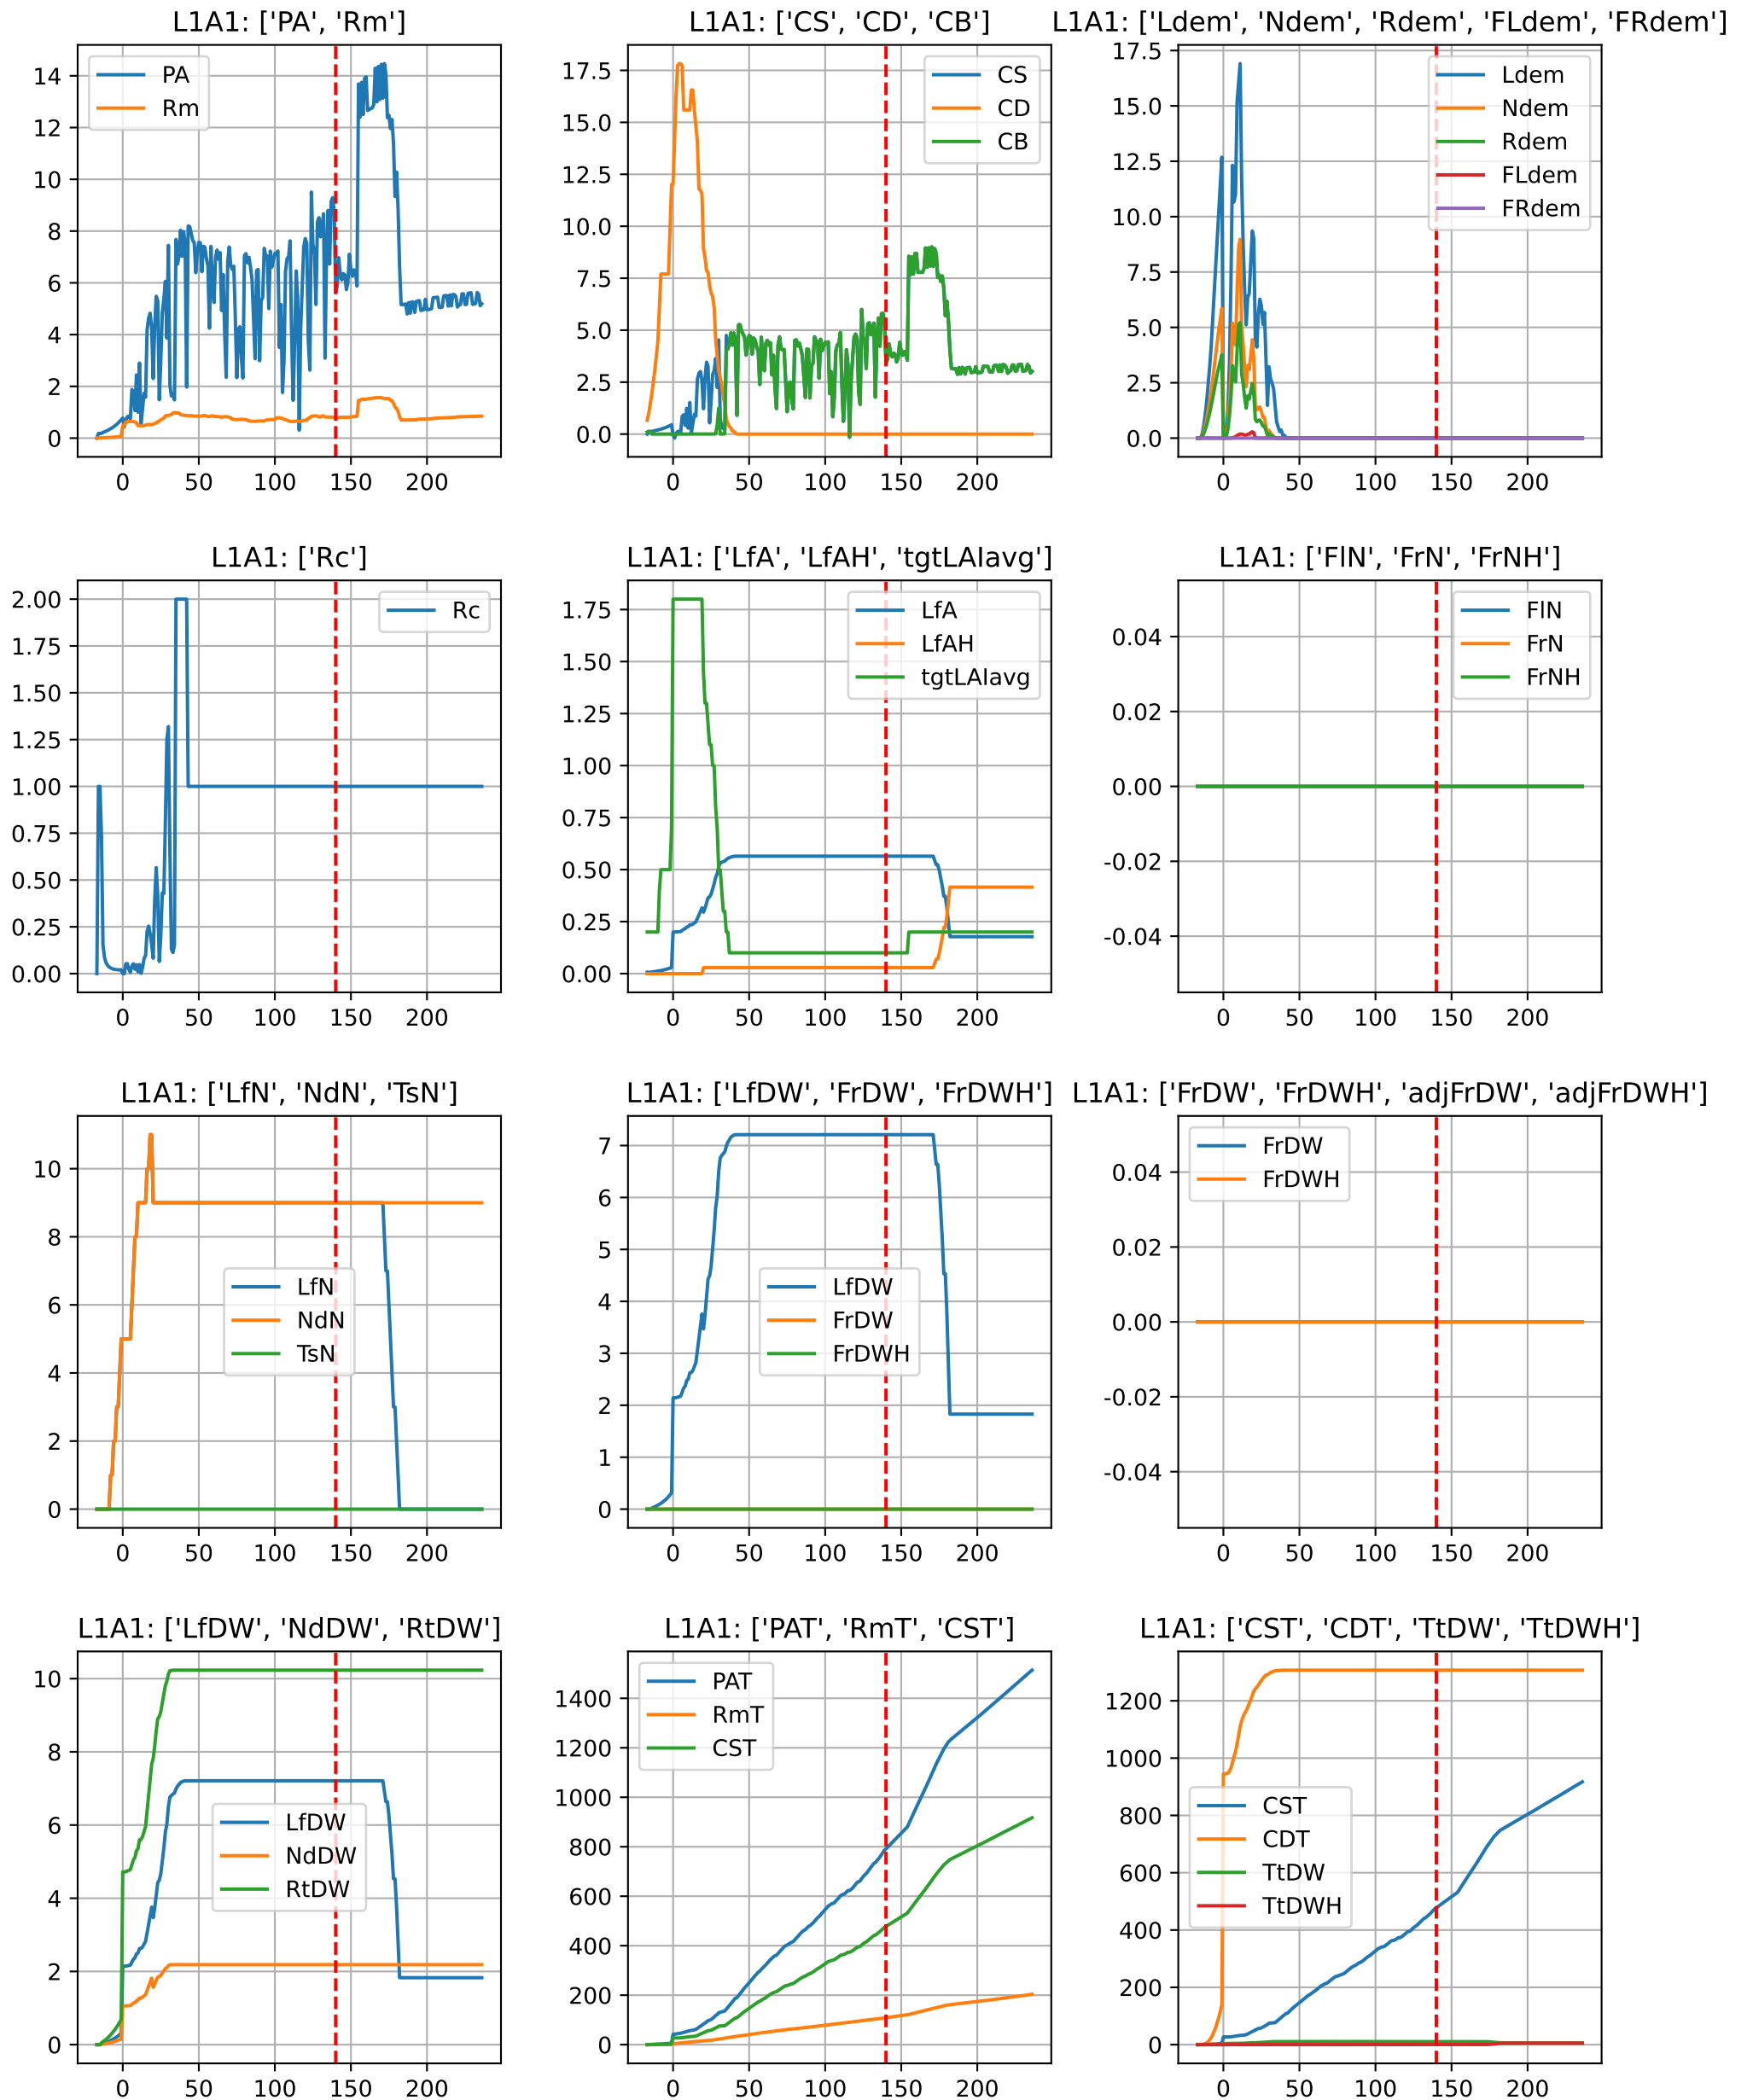 L1A1: ['PA', 'Rm']
14
12
10
8
6
4
2
0
0 50 100 150 200
PA
Rm
L1A1: ['CS', 'CD', 'CB']
17.5
15.0
12.5
10.0
7.5
5.0
2.5
0.0
0 50 100 150 200
CS
CD
CB
L1A1: ['Ldem', 'Ndem', 'Rdem', 'FLdem', 'FRdem']
17.5
15.0
12.5
10.0
7.5
5.0
2.5
0.0
0 50 100 150 200
Ldem
Ndem
Rdem
FLdem
FRdem
L1A1: ['Rc']
2.00
1.75
1.50
1.25
1.00
0.75
0.50
0.25
0.00
0 50 100 150 200
Rc
L1A1: ['LfA', 'LfAH', 'tgtLAIavg']
1.75
1.50
1.25
1.00
0.75
0.50
0.25
0.00
0 50 100 150 200
LfA
LfAH
tgtLAIavg
L1A1: ['FlN', 'FrN', 'FrNH']
0.04
0.02
0.00
-0.02
-0.04
0 50 100 150 200
FlN
FrN
FrNH
L1A1: ['LfN', 'NdN', 'TsN']
10
8
6
4
2
0
0 50 100 150 200
LfN
NdN
TsN
L1A1: ['LfDW', 'FrDW', 'FrDWH']
7
6
5
4
3
2
1
0
0 50 100 150 200
LfDW
FrDW
FrDWH
L1A1: ['FrDW', 'FrDWH', 'adjFrDW', 'adjFrDWH']
0.04
0.02
0.00
-0.02
-0.04
0 50 100 150 200
FrDW
FrDWH
L1A1: ['LfDW', 'NdDW', 'RtDW']
10
8
6
4
2
0
0 50 100 150 200
LfDW
NdDW
RtDW
L1A1: ['PAT', 'RmT', 'CST']
1400
1200
1000
800
600
400
200
0
0 50 100 150 200
PAT
RmT
CST
L1A1: ['CST', 'CDT', 'TtDW', 'TtDWH']
1200
1000
800
600
400
200
0
0 50 100 150 200
CST
CDT
TtDW
TtDWH